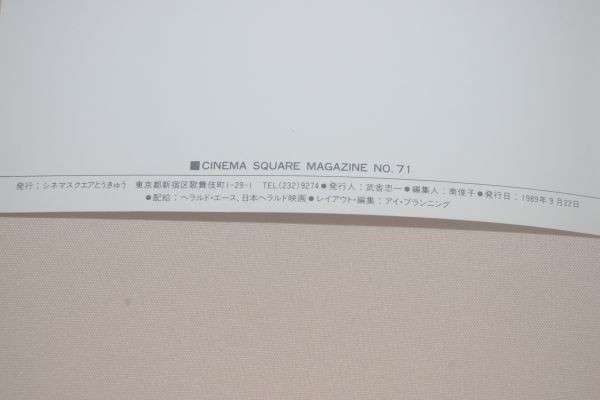 ■CINEMA SQUARE MAGAZINE NO.71
発行：シネマスクエアとうきゅう 東京都新宿区歌舞伎町1-29-1 TEL(232)9274●発行人：武舎忠一●編集人：南俊子●発行日：1989年9月22日
●配給：ヘラルド・エース、日本ヘラルド映画●レイアウト・編集：アイ・プランニング